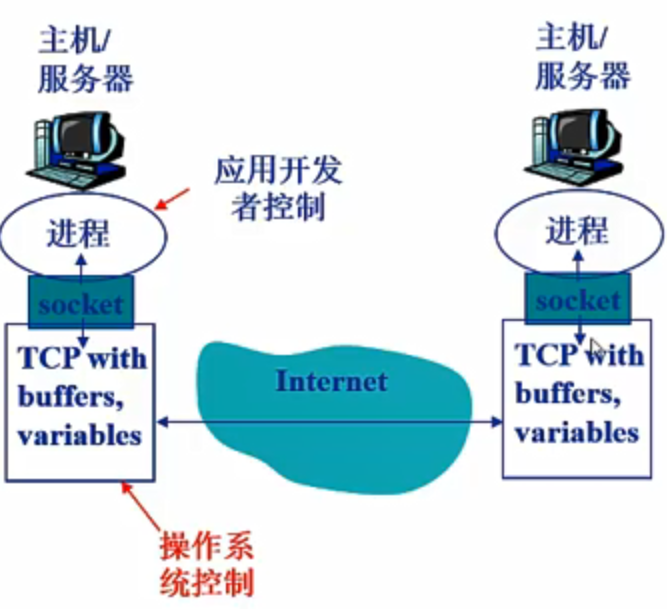 主机/
服务器
主机/
服务器
应用开发
者控制
进程
进程
socket
socket
TCP with
buffers,
variables
Internet
TCP with
buffers,
variables
操作系
统控制